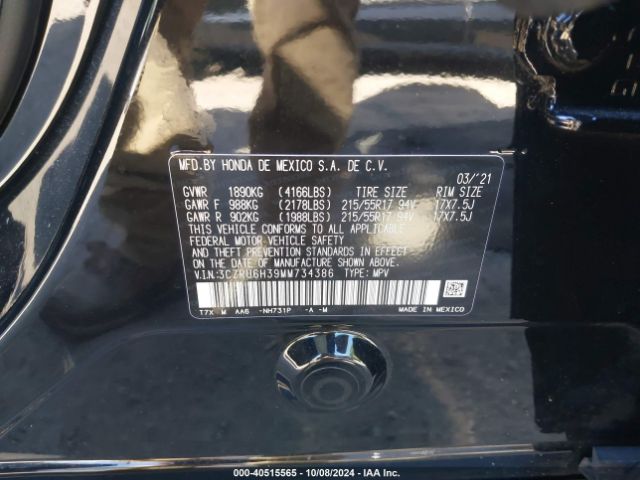 MFD.BY HONDA DE MEXICO S.A. DE C.V.
03/'21
GVWR 1890KG (4166LBS) TIRE SIZE RIM SIZE
GAWR F 988KG (2178LBS) 215/55R17 94V 17X7.5J
GAWR R 902KG (1988LBS) 215/55R17 94V 17X7.5J
THIS VEHICLE CONFORMS TO ALL APPLICABLE
FEDERAL MOTOR VEHICLE SAFETY
AND THEFT PREVENTION STANDARDS IN EFFECT
ON THE DATE OF MANUFACTURE SHOWN ABOVE.
V.I.N:3CZRU6H39MM734386 TYPE: MPV
T7X M AA6 -NH731P -A -M MADE IN MEXICO
000-40515565 - 10/08/2024 - IAA Inc.